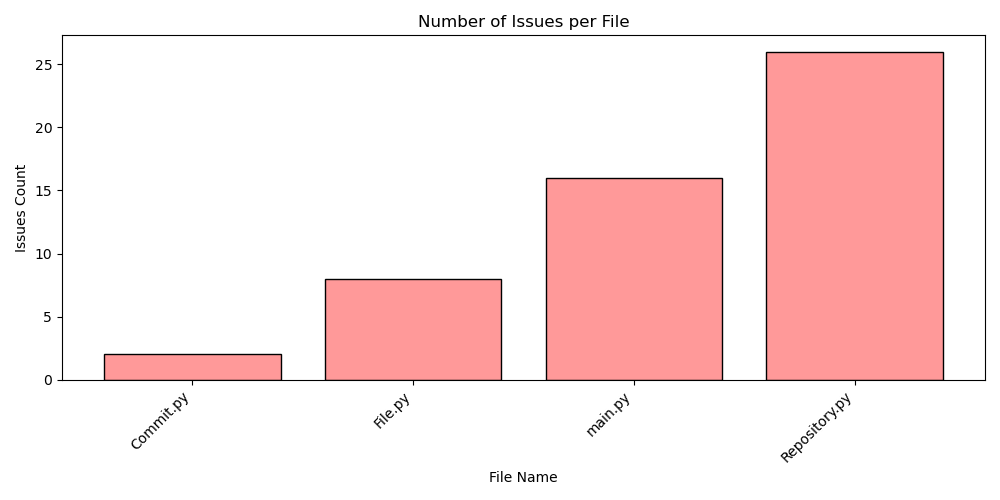 Number of Issues per File
Issues Count
25
20
15
10
5
0
Commit.py
File.py
main.py
Repository.py
File Name